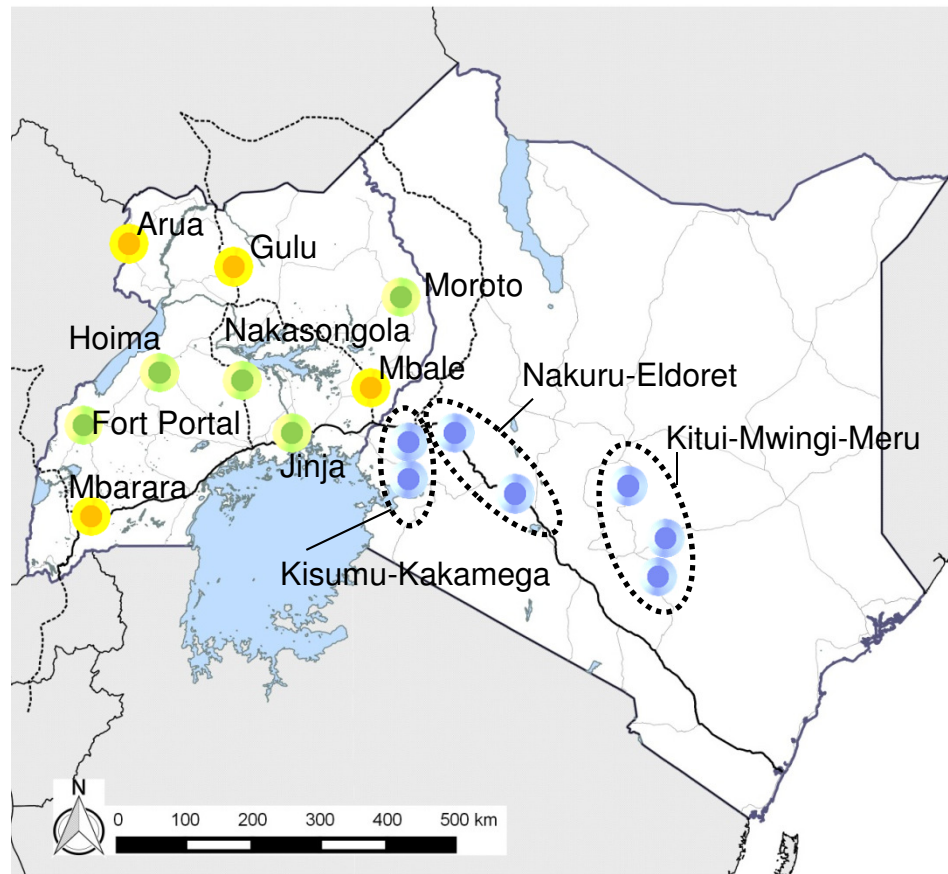 Arua
Gulu
Moroto
Nakasongola
Hoima
Mbale
Nakuru-Eldoret
Fort Portal
Kitui-Mwingi-Meru
Jinja
Mbarara
Kisumu-Kakamega
N
0 100 200 300 400 500 km